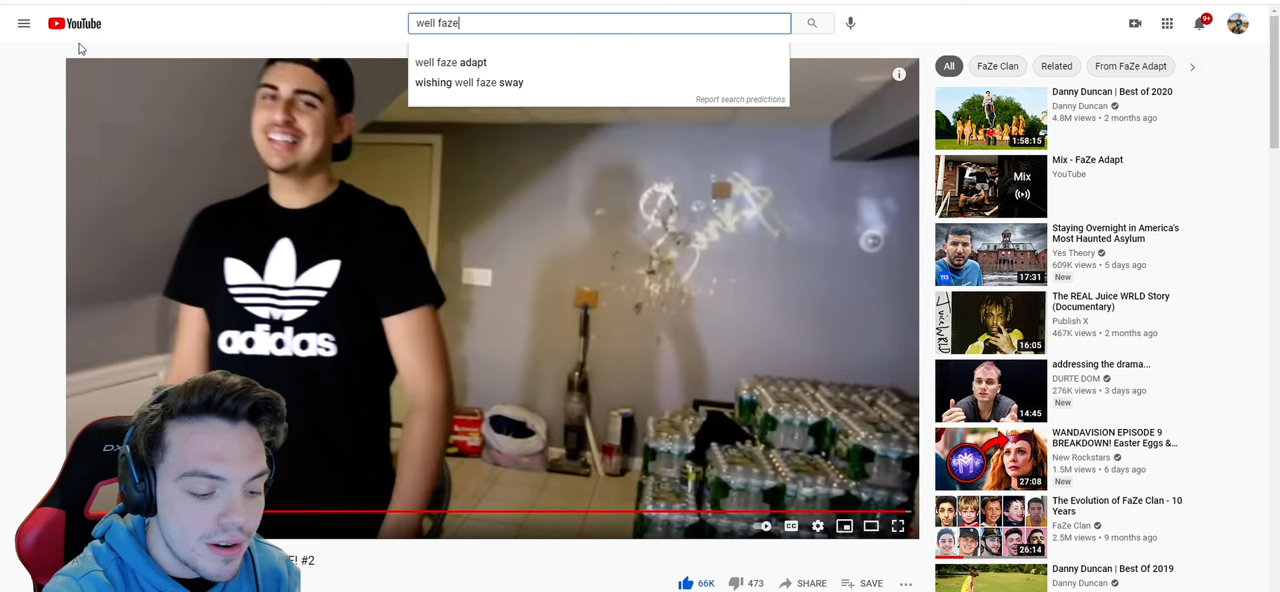 YouTube
well faze
9+
well faze adapt
wishing well faze sway
Report search predictions
adidas
DX
! #2
66K
473
SHARE
SAVE
All
FaZe Clan
Related
From FaZe Adapt
Danny Duncan | Best of 2020
Danny Duncan
4.8M views • 2 months ago
1:58:15
Mix
Mix - FaZe Adapt
YouTube
Staying Overnight in America's
Most Haunted Asylum
Yes Theory
609K views • 5 days ago
New
YES
17:31
The REAL Juice WRLD Story
(Documentary)
Publish X
467K views • 2 months ago
Juice WRLD
16:05
addressing the drama...
DURTE DOM
276K views • 3 days ago
New
14:45
WANDAVISION EPISODE 9
BREAKDOWN! Easter Eggs &...
New Rockstars
1.5M views • 6 days ago
New
27:08
The Evolution of FaZe Clan - 10
Years
FaZe Clan
2.5M views • 9 months ago
26:14
Danny Duncan | Best Of 2019
Danny Duncan